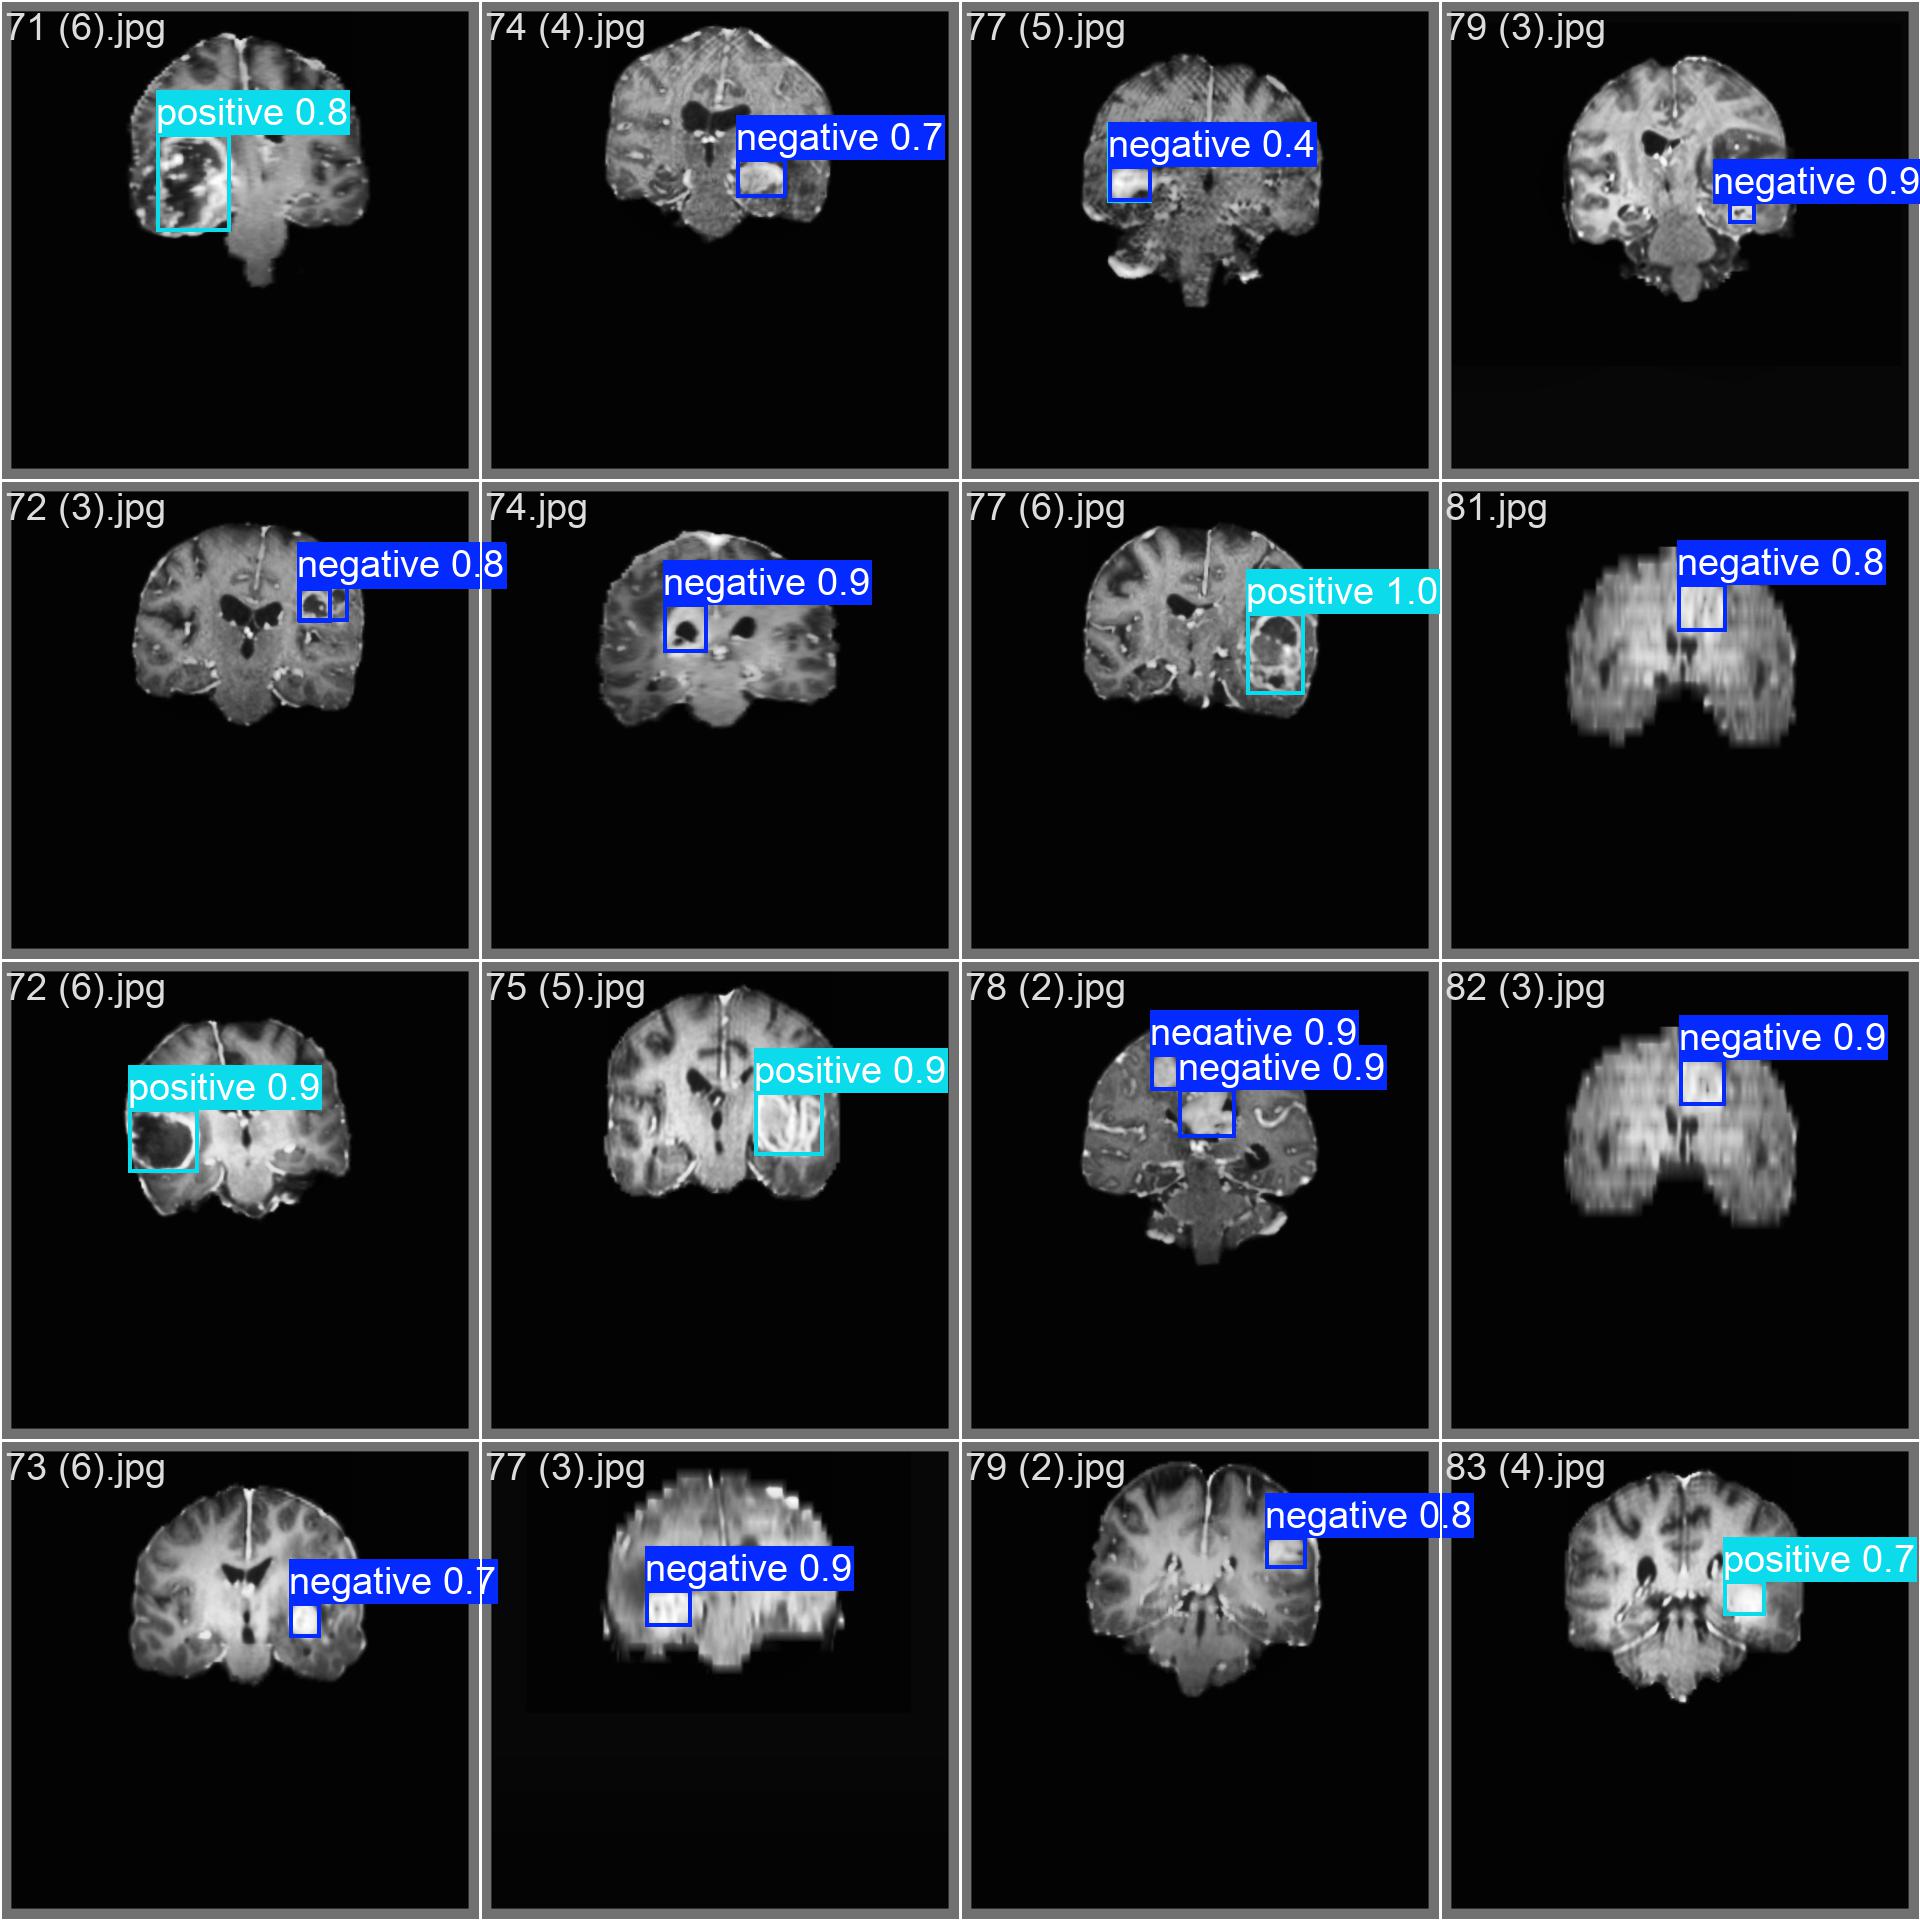 71 (6).jpg
positive 0.8
74 (4).jpg
negative 0.7
77 (5).jpg
negative 0.4
79 (3).jpg
negative 0.9
72 (3).jpg
negative 0.8
74.jpg
negative 0.9
77 (6).jpg
positive 1.0
81.jpg
negative 0.8
72 (6).jpg
positive 0.9
75 (5).jpg
positive 0.9
78 (2).jpg
negative 0.9
negative 0.9
82 (3).jpg
negative 0.9
73 (6).jpg
negative 0.7
77 (3).jpg
negative 0.9
79 (2).jpg
negative 0.8
83 (4).jpg
positive 0.7